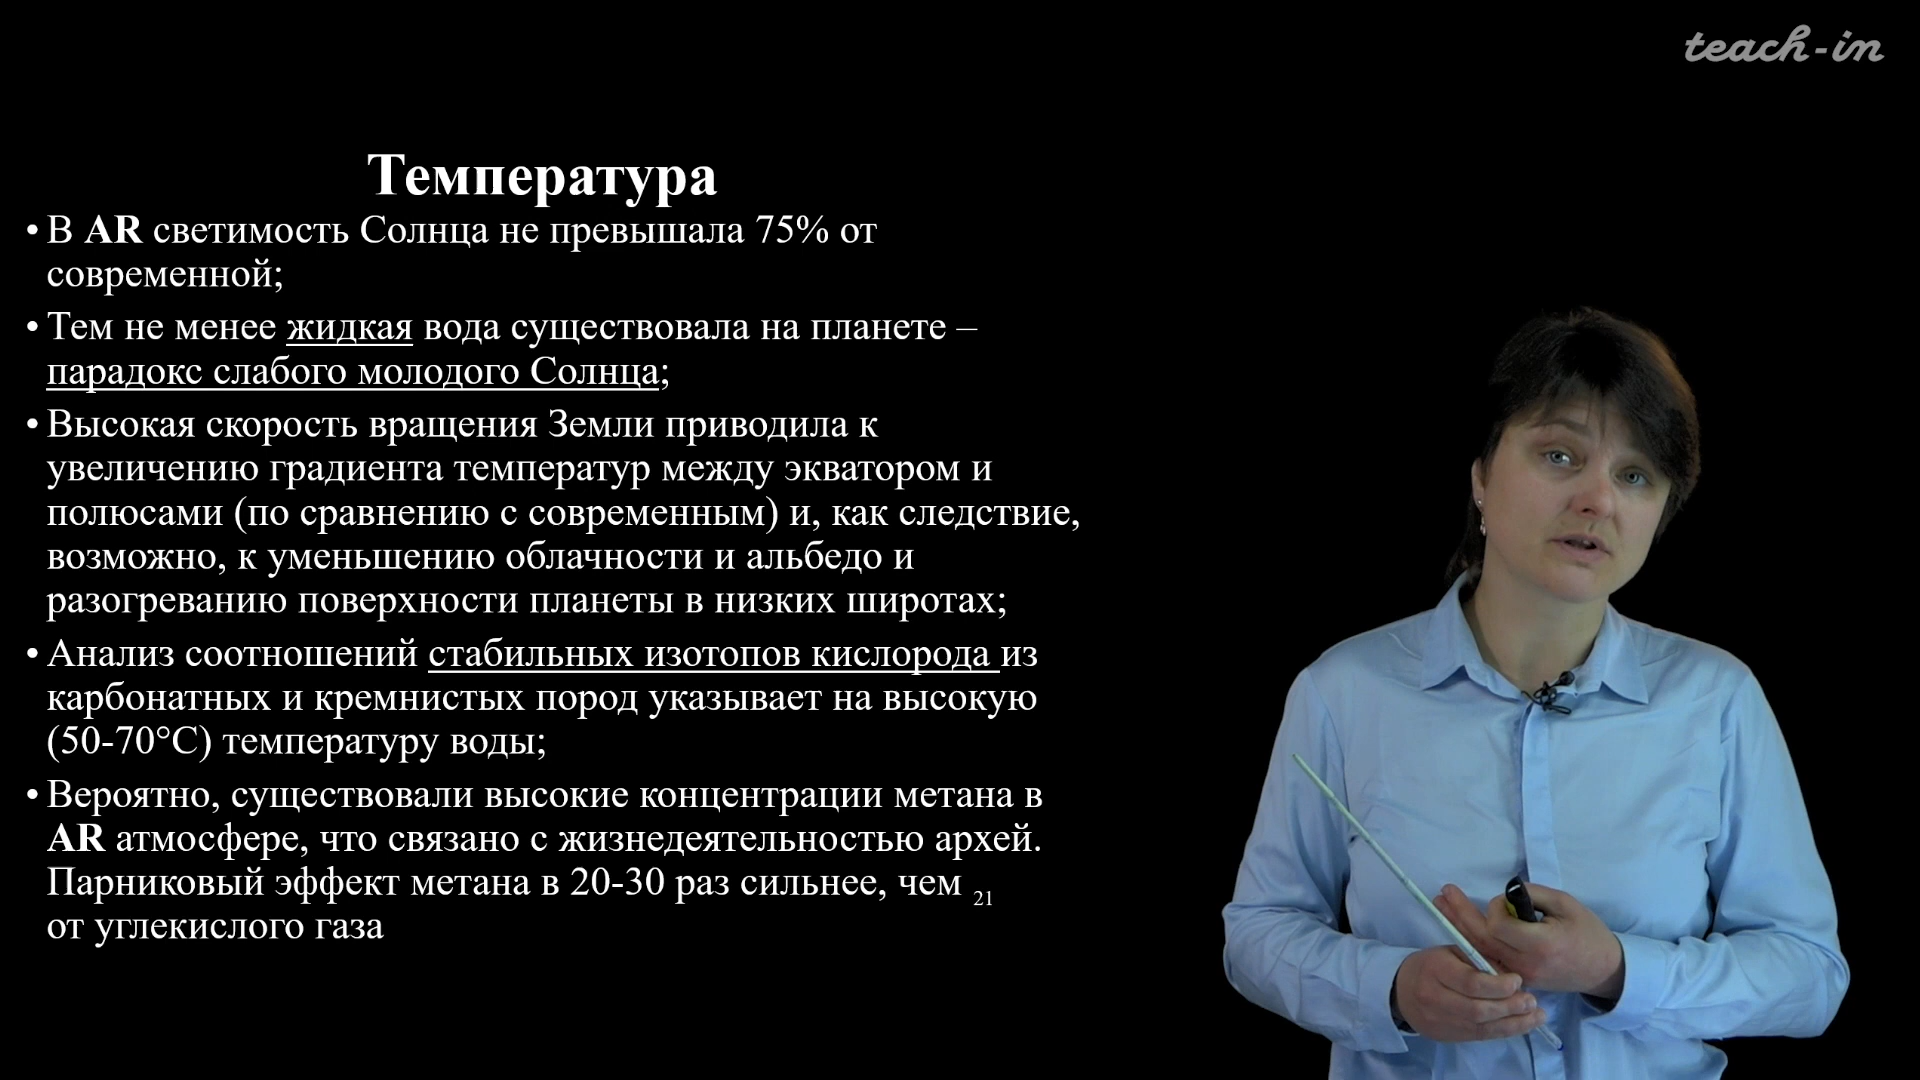 teach-in
Температура
• В AR светимость Солнца не превышала 75% от
современной;
• Тем не менее жидкая вода существовала на планете –
парадокс слабого молодого Солнца;
• Высокая скорость вращения Земли приводила к
увеличению градиента температур между экватором и
полюсами (по сравнению с современным) и, как следствие,
возможно, к уменьшению облачности и альбедо и
разогреванию поверхности планеты в низких широтах;
• Анализ соотношений стабильных изотопов кислорода из
карбонатных и кремнистых пород указывает на высокую
(50-70°С) температуру воды;
• Вероятно, существовали высокие концентрации метана в
AR атмосфере, что связано с жизнедеятельностью архей.
Парниковый эффект метана в 20-30 раз сильнее, чем
21
от углекислого газа